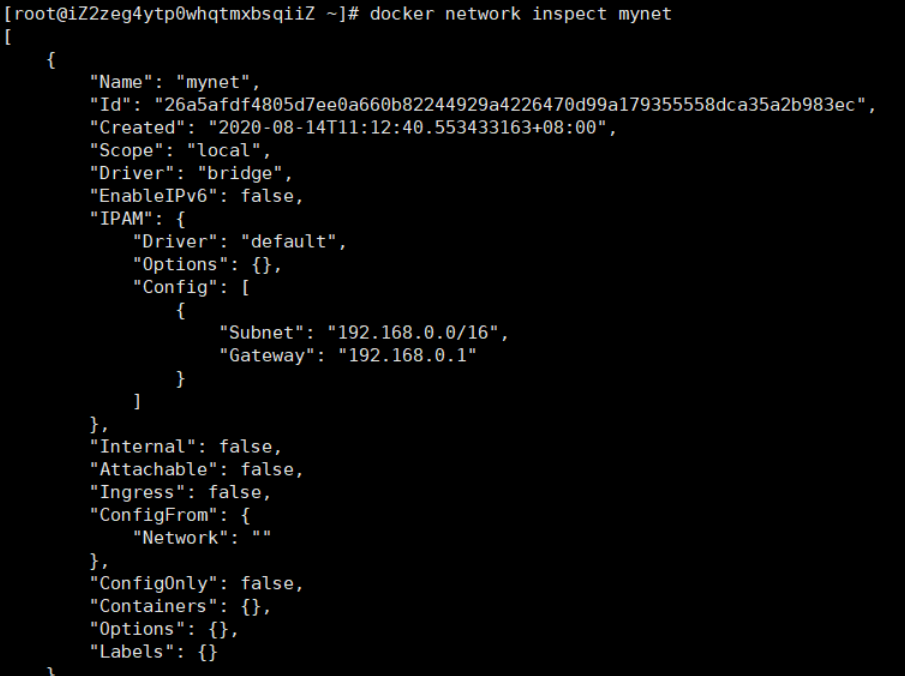 [root@iZ2zeg4ytp0whqtmxbsqiiZ ~]# docker network inspect mynet
[
    {
        "Name": "mynet",
        "Id": "26a5afdf4805d7ee0a660b82244929a4226470d99a179355558dca35a2b983ec",
        "Created": "2020-08-14T11:12:40.553433163+08:00",
        "Scope": "local",
        "Driver": "bridge",
        "EnableIPv6": false,
        "IPAM": {
            "Driver": "default",
            "Options": {},
            "Config": [
                {
                    "Subnet": "192.168.0.0/16",
                    "Gateway": "192.168.0.1"
                }
            ]
        },
        "Internal": false,
        "Attachable": false,
        "Ingress": false,
        "ConfigFrom": {
            "Network": ""
        },
        "ConfigOnly": false,
        "Containers": {},
        "Options": {},
        "Labels": {}
    }